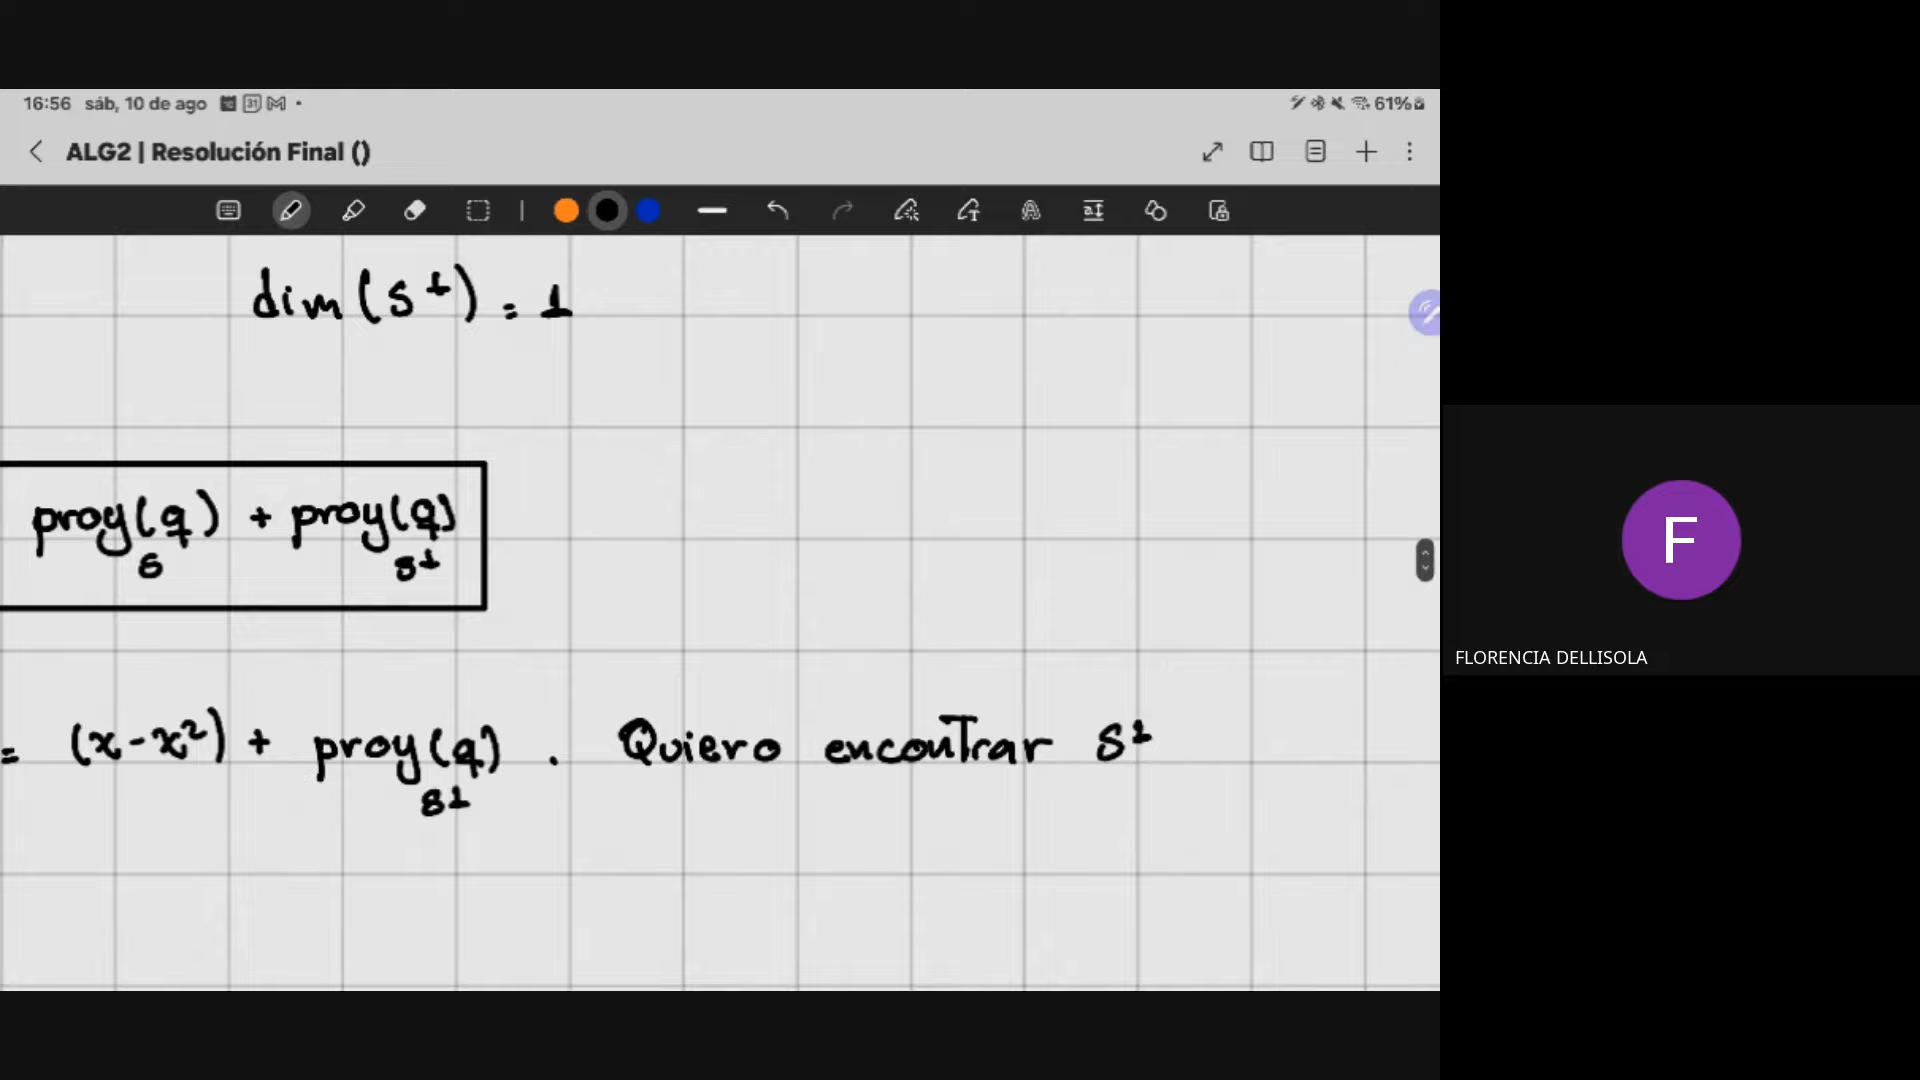 16:56 sáb, 10 de ago 31 61%
ALG2 | Resolución Final ()
dim(S⊥) = 1
proy(q) + proy(q)
S S⊥
= (x-x²) + proy(q) . Quiero encontrar S⊥
S⊥
F
FLORENCIA DELLISOLA